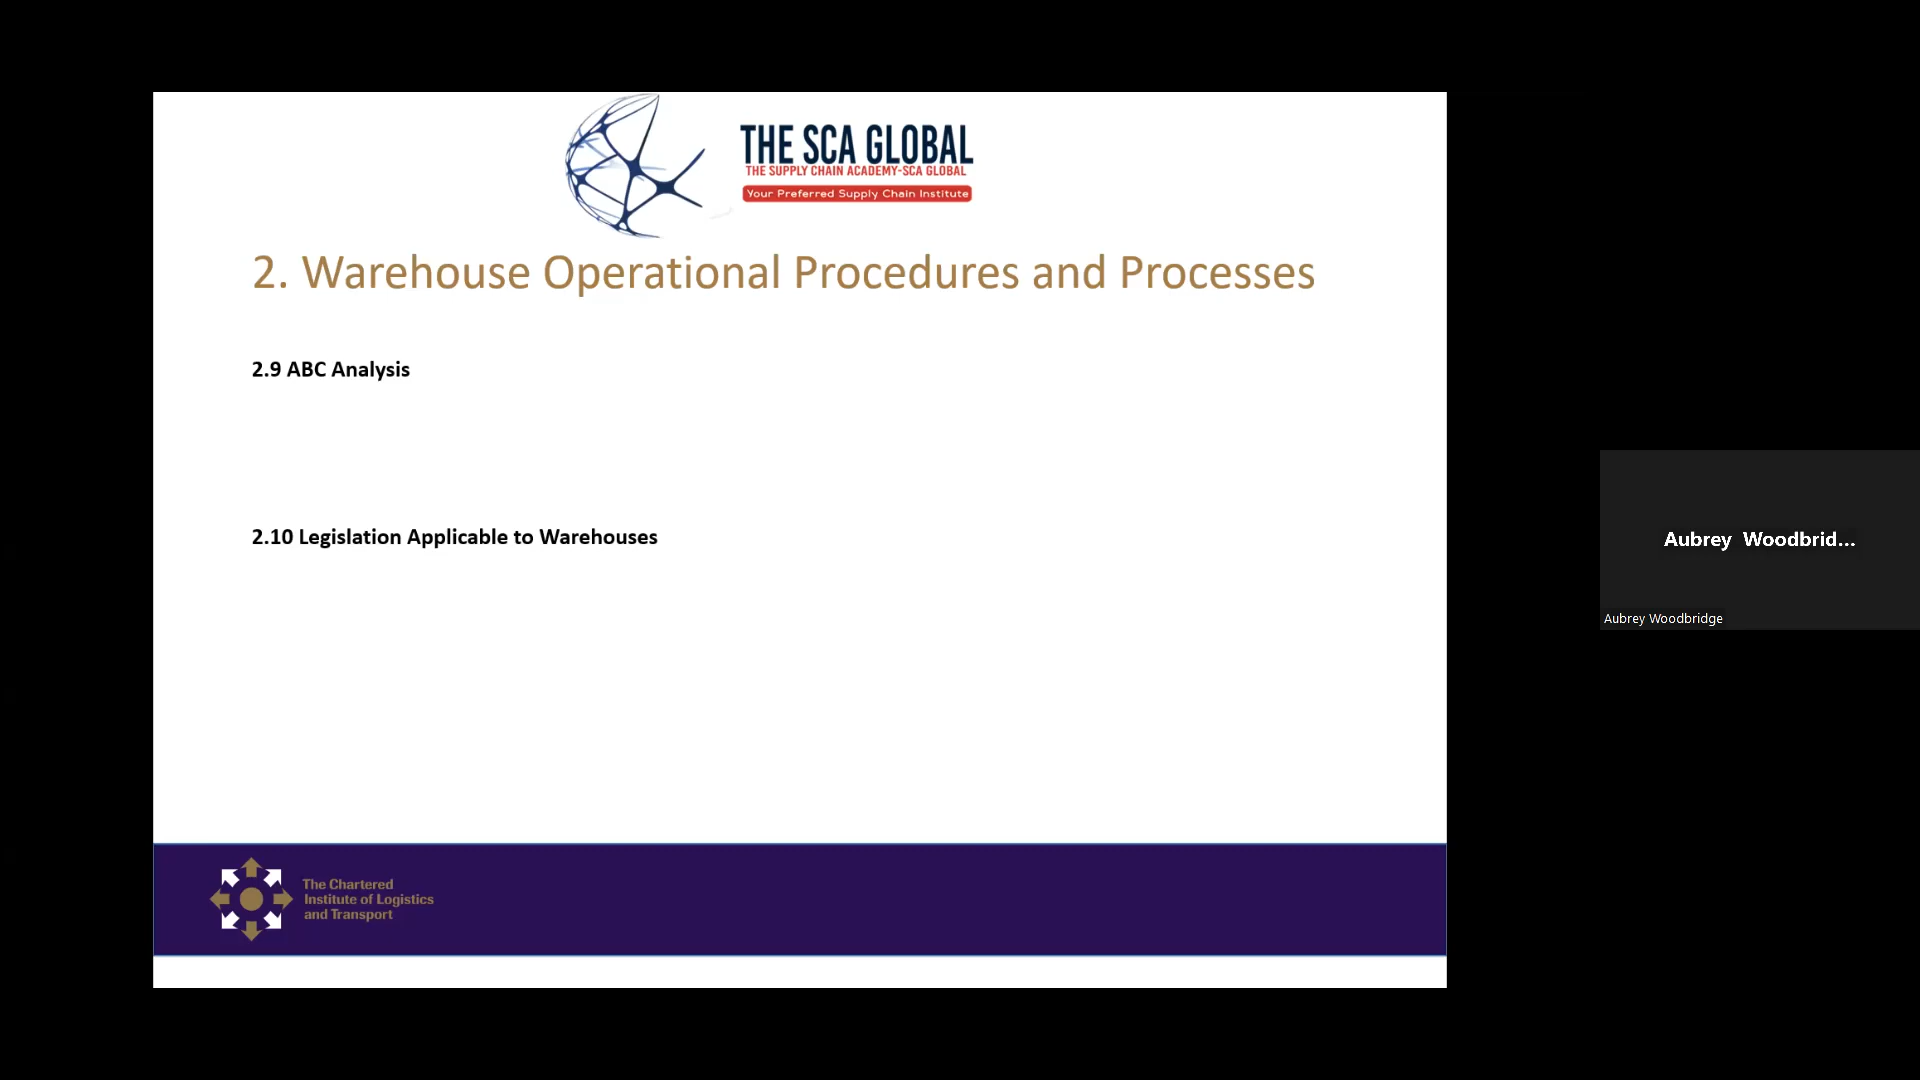 THE SCA GLOBAL
THE SUPPLY CHAIN ACADEMY-SCA GLOBAL
Your Preferred Supply Chain Institute
2. Warehouse Operational Procedures and Processes
2.9 ABC Analysis
2.10 Legislation Applicable to Warehouses
The Chartered
Institute of Logistics
and Transport
Aubrey Woodbrid...
Aubrey Woodbridge